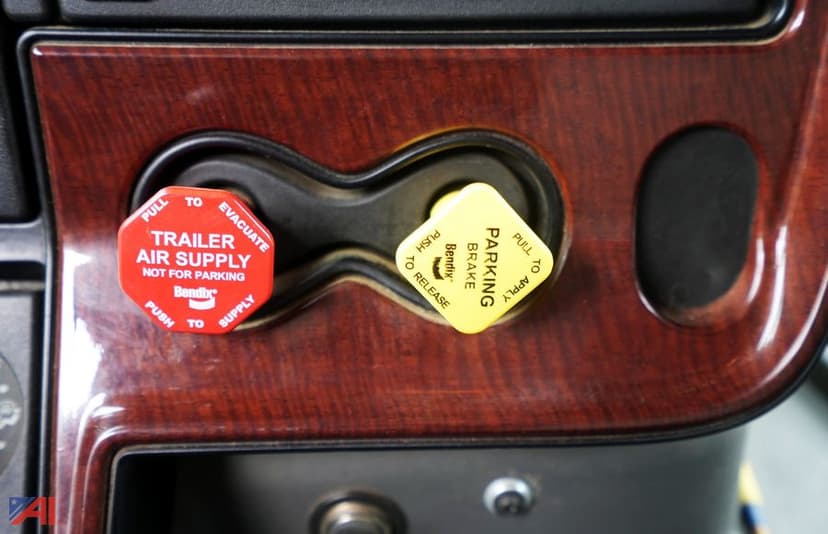 PULL TO EVACUATE
TRAILER
AIR SUPPLY
NOT FOR PARKING
Bendix
PUSH TO SUPPLY
PULL TO APPLY
PARKING
BRAKE
Bendix
PUSH TO RELEASE
AI